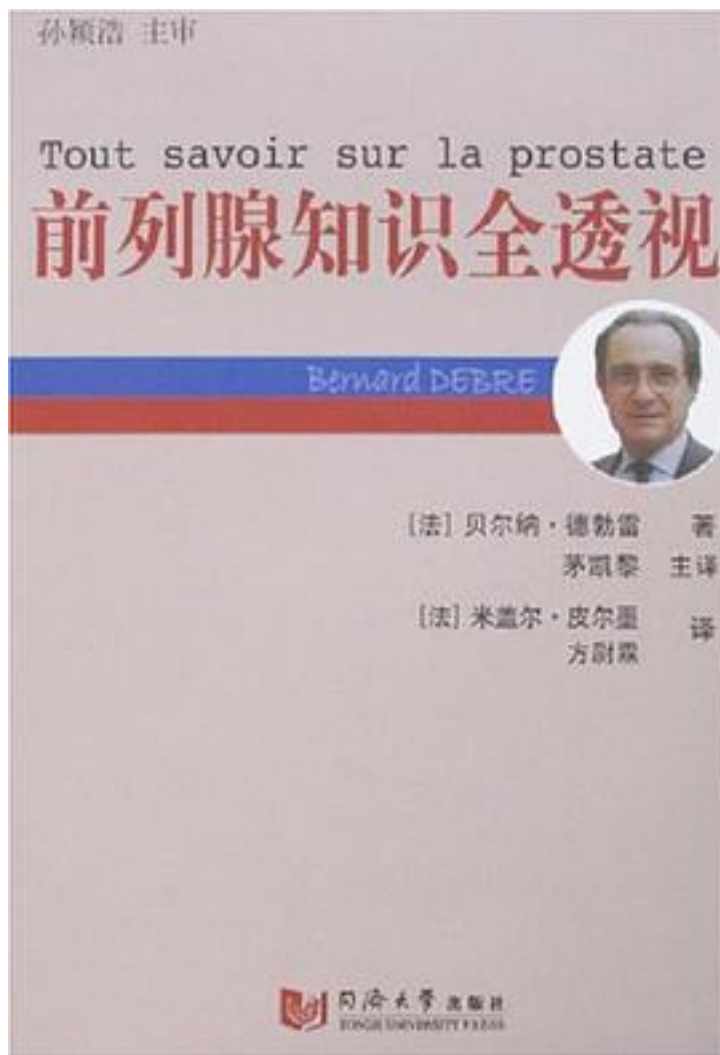 孙颖浩 主审
Tout savoir sur la prostate
前列腺知识全透视
Bernard DEBRE
[法] 贝尔纳·德勃雷 著
茅凯黎 主译
[法] 米盖尔·皮尔墨 译
方尉霖
同济大学出版社
TONGJI UNIVERSITY PRESS